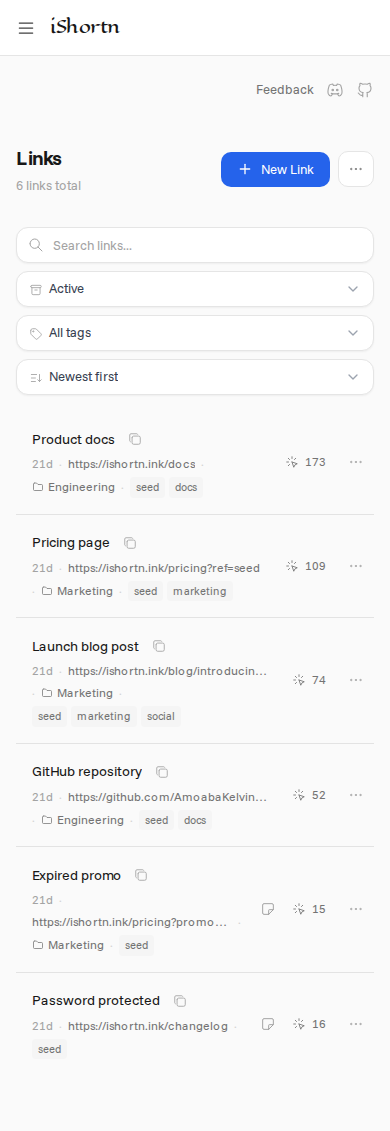 iShortn
Feedback
Links
6 links total
New Link
Search links...
Active
All tags
Newest first
Product docs
21d · https://ishortn.ink/docs ·
Engineering · seed docs
173
Pricing page
21d · https://ishortn.ink/pricing?ref=seed
· Marketing · seed marketing
109
Launch blog post
21d · https://ishortn.ink/blog/introducin...
· Marketing ·
seed marketing social
74
GitHub repository
21d · https://github.com/AmoabaKelvin...
· Engineering · seed docs
52
Expired promo
21d ·
https://ishortn.ink/pricing?promo... ·
Marketing · seed
15
Password protected
21d · https://ishortn.ink/changelog ·
seed
16